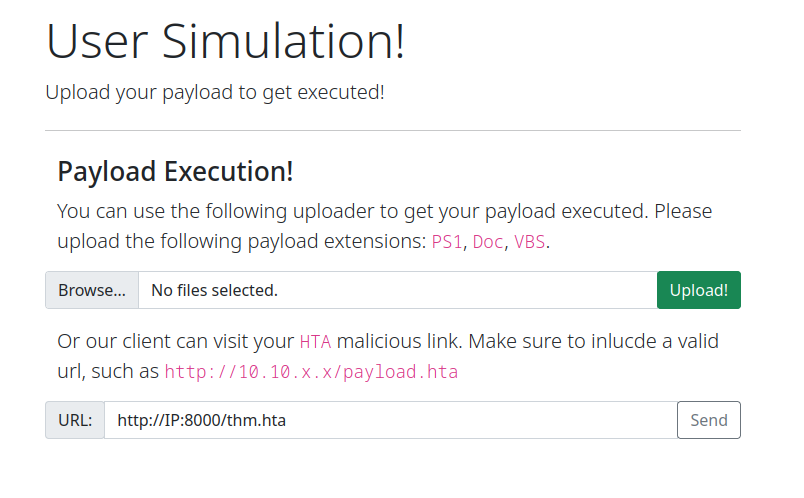 User Simulation!
Upload your payload to get executed!
Payload Execution!
You can use the following uploader to get your payload executed. Please
upload the following payload extensions: PS1, Doc, VBS.
Browse... No files selected. Upload!
Or our client can visit your HTA malicious link. Make sure to inlucde a valid
url, such as http://10.10.x.x/payload.hta
URL: http://IP:8000/thm.hta Send